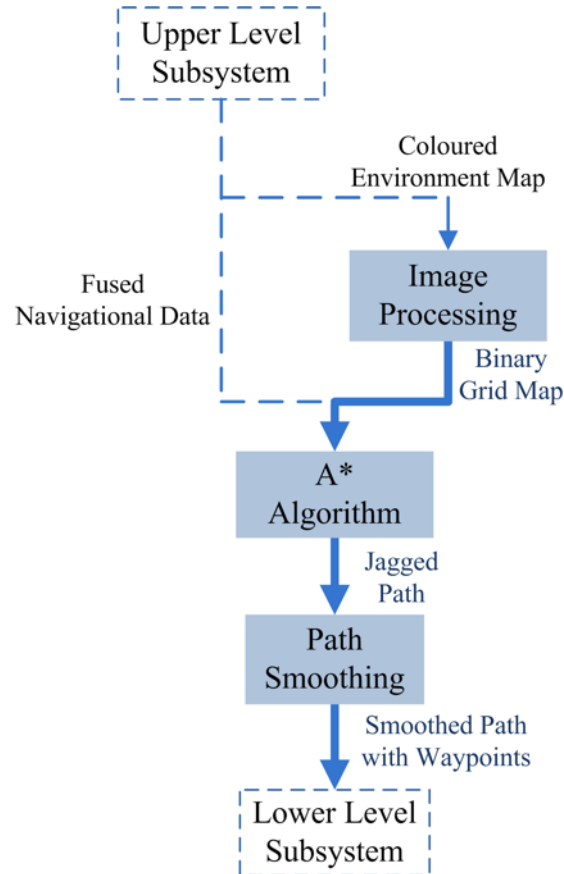 Upper Level
Subsystem
Coloured
Environment Map
Fused
Navigational Data
Image
Processing
Binary
Grid Map
A*
Algorithm
Jagged
Path
Path
Smoothing
Smoothed Path
with Waypoints
Lower Level
Subsystem